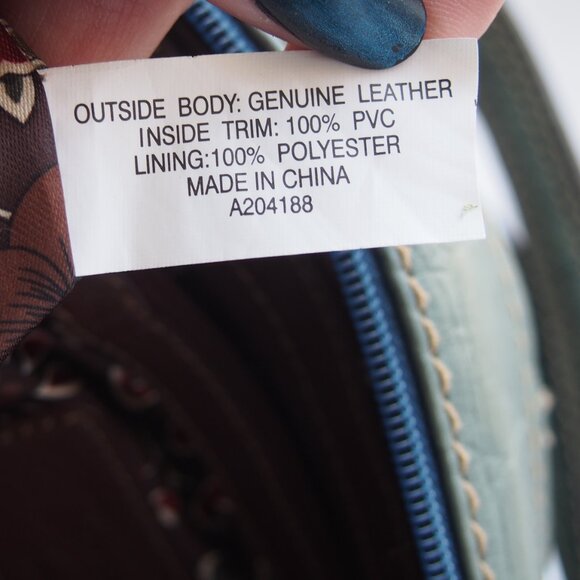 OUTSIDE BODY: GENUINE LEATHER
INSIDE TRIM: 100% PVC
LINING:100% POLYESTER
MADE IN CHINA
A204188